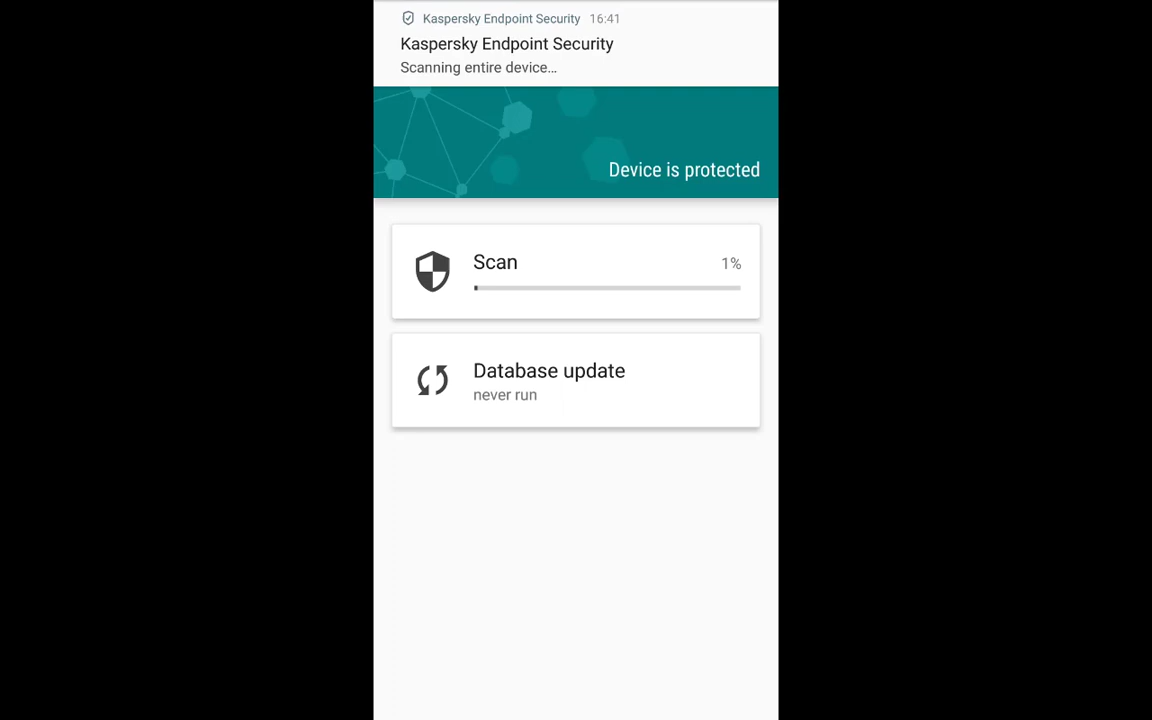 Kaspersky Endpoint Security 16:41
Kaspersky Endpoint Security
Scanning entire device…
Device is protected
Scan 1%
Database update
never run